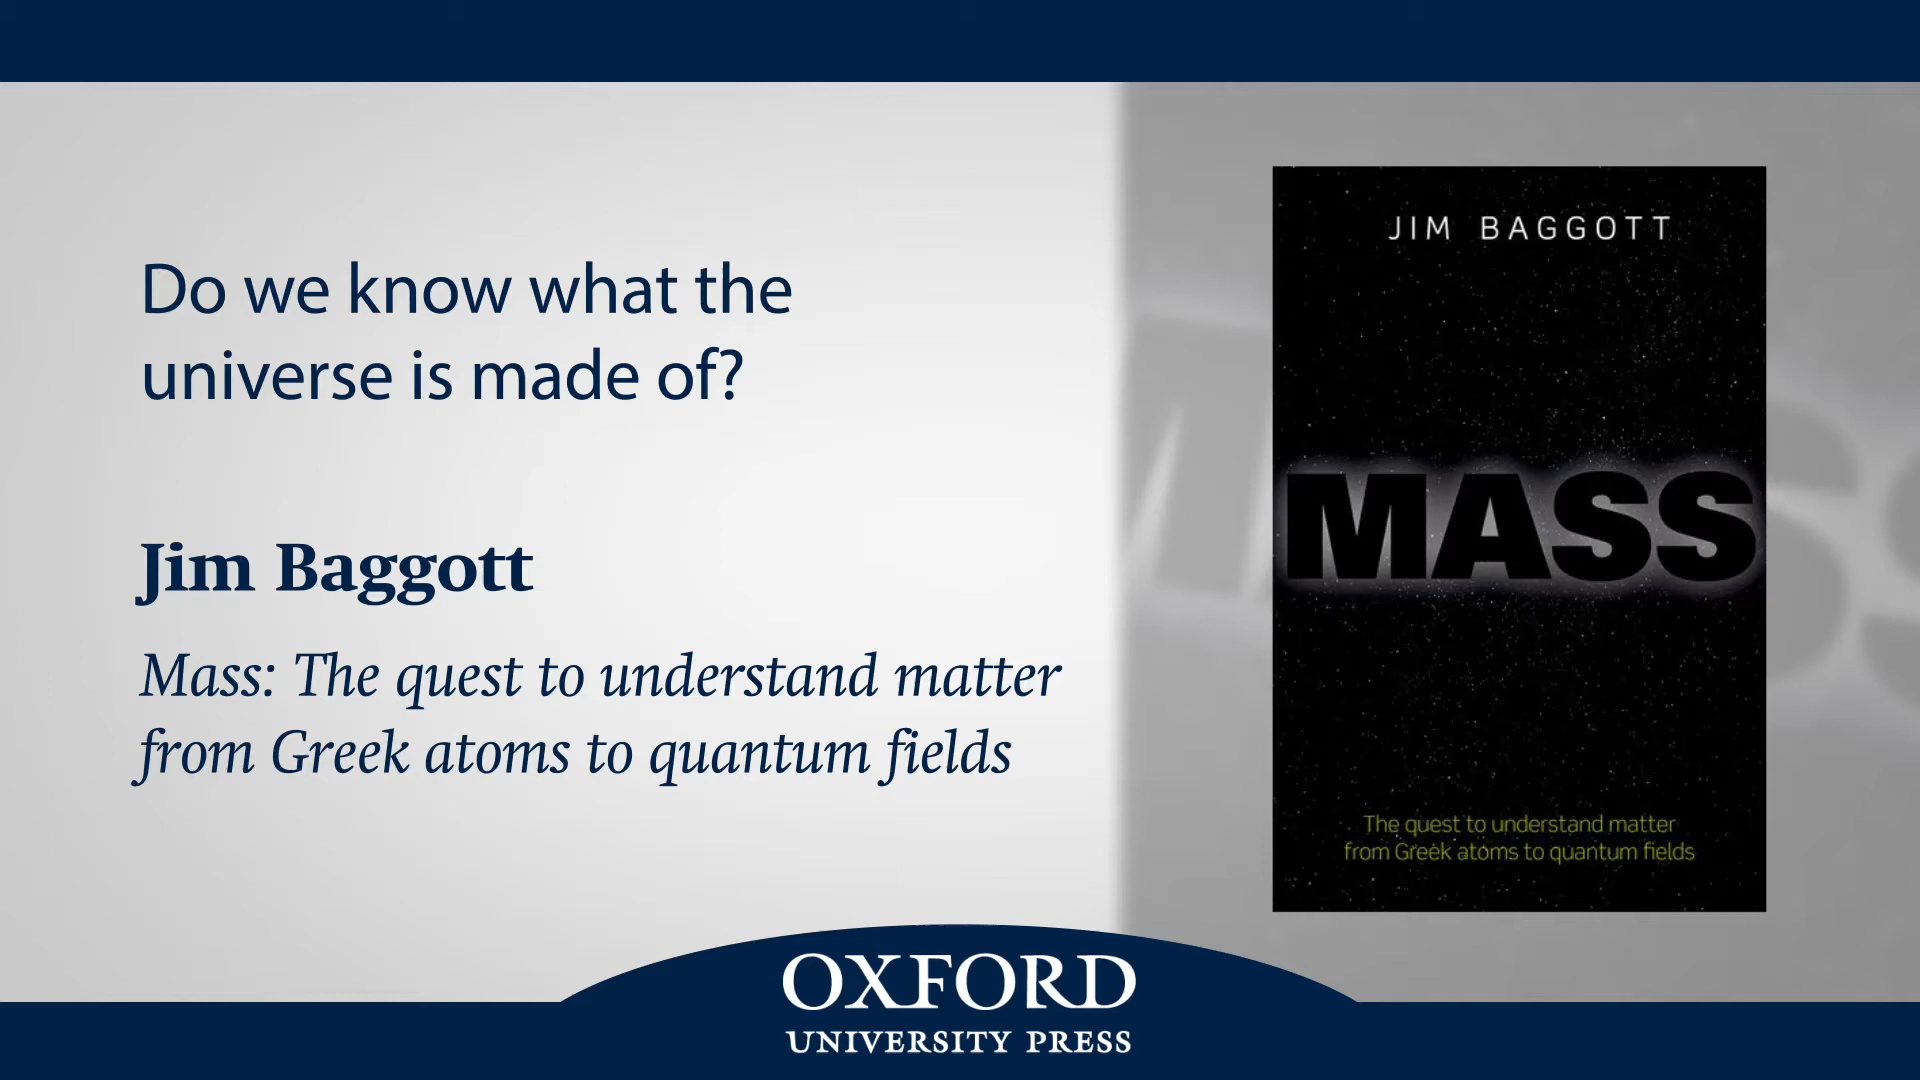 Do we know what the
universe is made of?
Jim Baggott
Mass: The quest to understand matter
from Greek atoms to quantum fields
JIM BAGGOTT
MASS
The quest to understand matter
from Greek atoms to quantum fields
OXFORD
UNIVERSITY PRESS